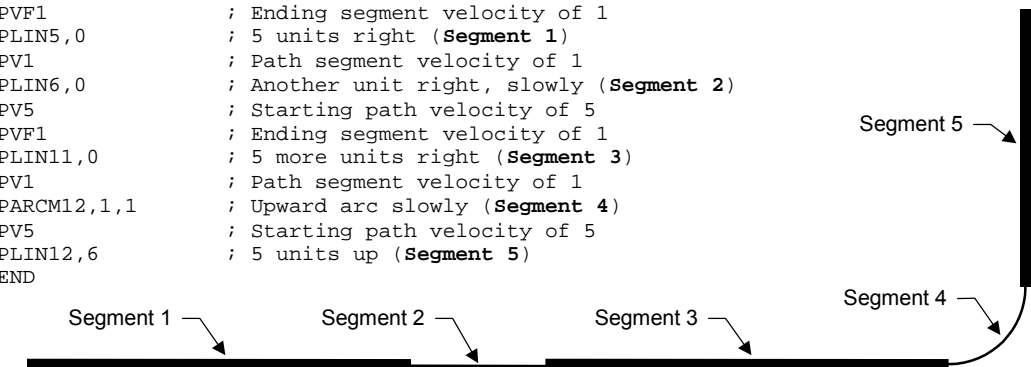 PVF1 ; Ending segment velocity of 1
PLIN5,0 ; 5 units right (Segment 1)
PV1 ; Path segment velocity of 1
PLIN6,0 ; Another unit right, slowly (Segment 2)
PV5 ; Starting path velocity of 5
PVF1 ; Ending segment velocity of 1
PLIN11,0 ; 5 more units right (Segment 3)
PV1 ; Path segment velocity of 1
PARCM12,1,1 ; Upward arc slowly (Segment 4)
PV5 ; Starting path velocity of 5
PLIN12,6 ; 5 units up (Segment 5)
END
Segment 5
Segment 4
Segment 1
Segment 2
Segment 3